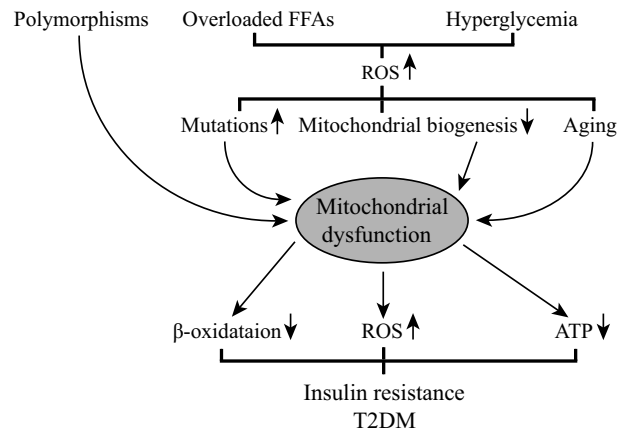 Polymorphisms Overloaded FFAs Hyperglycemia
ROS
Mutations Mitochondrial biogenesis Aging
Mitochondrial
dysfunction
β-oxidataion ROS ATP
Insulin resistance
T2DM